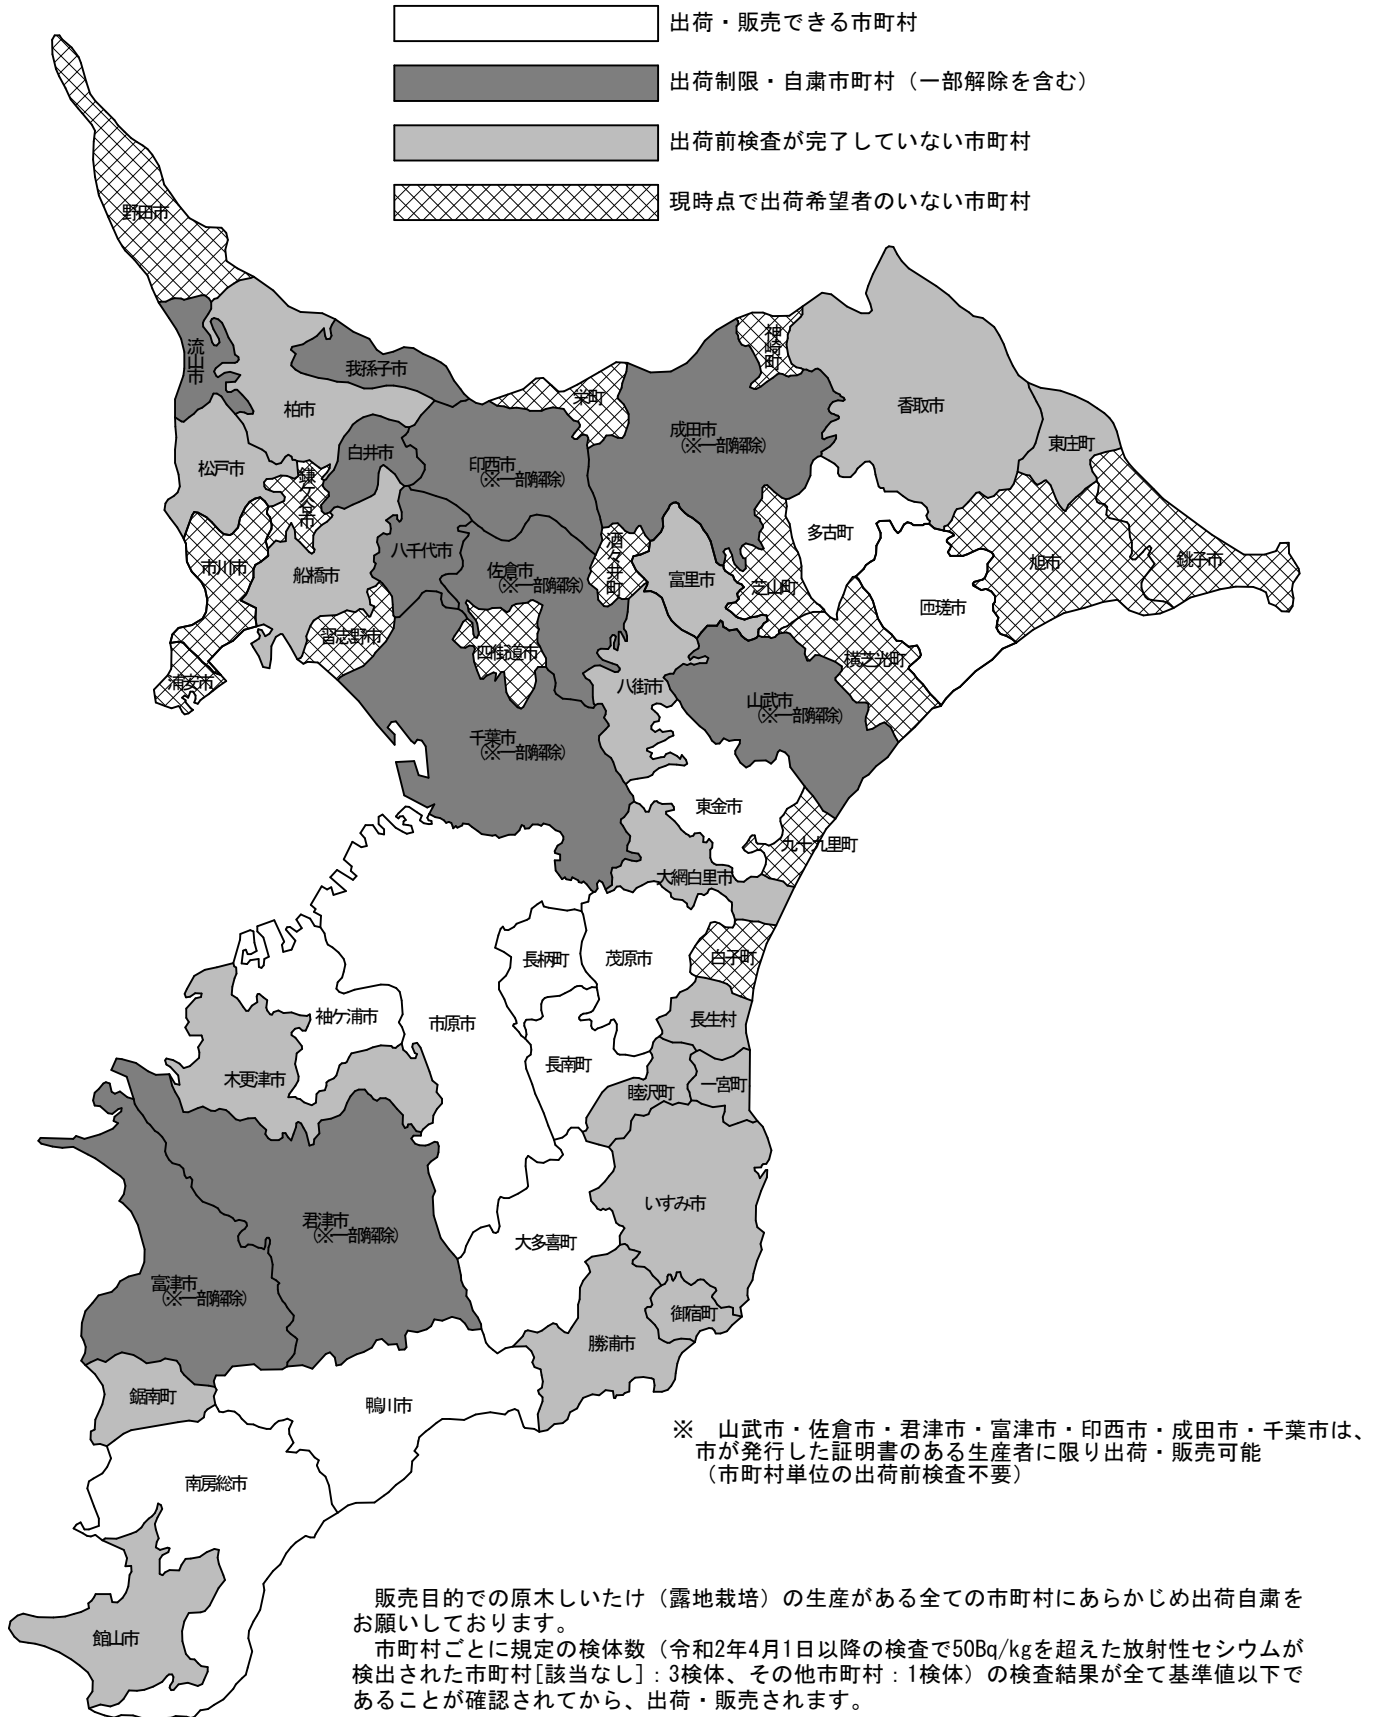 出荷・販売できる市町村
出荷制限・自粛市町村（一部解除を含む）
出荷前検査が完了していない市町村
現時点で出荷希望者のいない市町村
野田市
流山市
我孫子市
柏市
神崎町
栄町
香取市
成田市
（※一部解除）
東庄町
松戸市
鎌ケ谷市
白井市
印西市
（※一部解除）
多古町
八千代市
酒々井町
市川市
船橋市
佐倉市
（※一部解除）
富里市
芝山町
旭市
銚子市
匝瑳市
習志野市
四街道市
横芝光町
浦安市
八街市
山武市
（※一部解除）
千葉市
（※一部解除）
東金市
九十九里町
大網白里市
長柄町
茂原市
白子町
袖ケ浦市
市原市
長生村
長南町
木更津市
睦沢町
一宮町
いすみ市
君津市
（※一部解除）
大多喜町
富津市
（※一部解除）
御宿町
勝浦市
鋸南町
鴨川市
※　山武市・佐倉市・君津市・富津市・印西市・成田市・千葉市は、
市が発行した証明書のある生産者に限り出荷・販売可能
（市町村単位の出荷前検査不要）
南房総市
館山市
販売目的での原木しいたけ（露地栽培）の生産がある全ての市町村にあらかじめ出荷自粛を
お願いしております。
市町村ごとに規定の検体数（令和2年4月1日以降の検査で50Bq/kgを超えた放射性セシウムが
検出された市町村[該当なし]：3検体、その他市町村：1検体）の検査結果が全て基準値以下で
あることが確認されてから、出荷・販売されます。